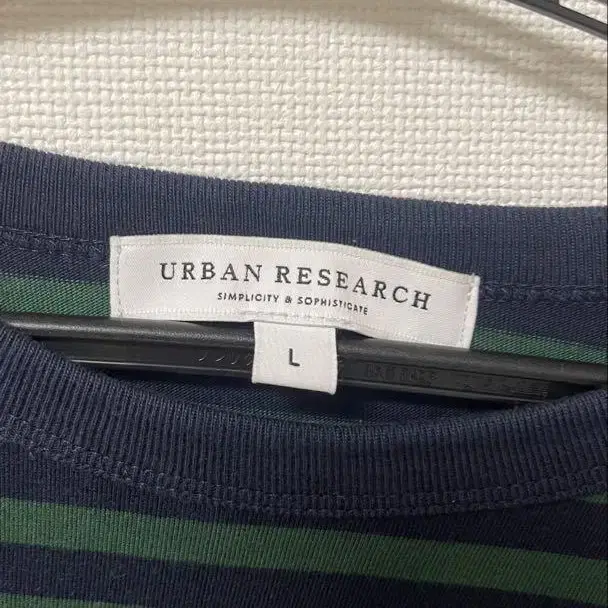 URBAN RESEARCH
SIMPLICITY & SOPHISTICATE
L